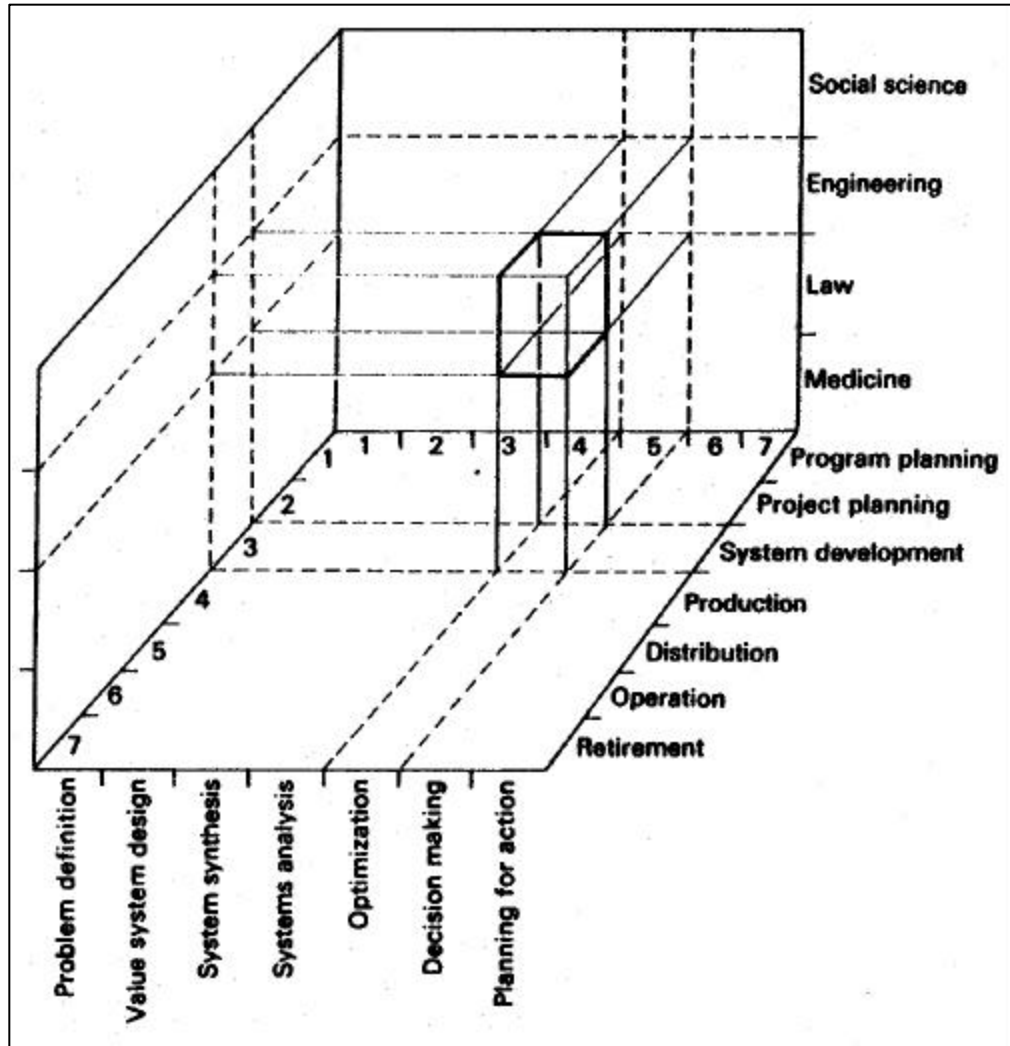 Social science
Engineering
Law
Medicine
1 2 3 4 5 6 7
Program planning
Project planning
System development
Production
Distribution
Operation
Retirement
1
2
3
4
5
6
7
Problem definition
Value system design
System synthesis
Systems analysis
Optimization
Decision making
Planning for action